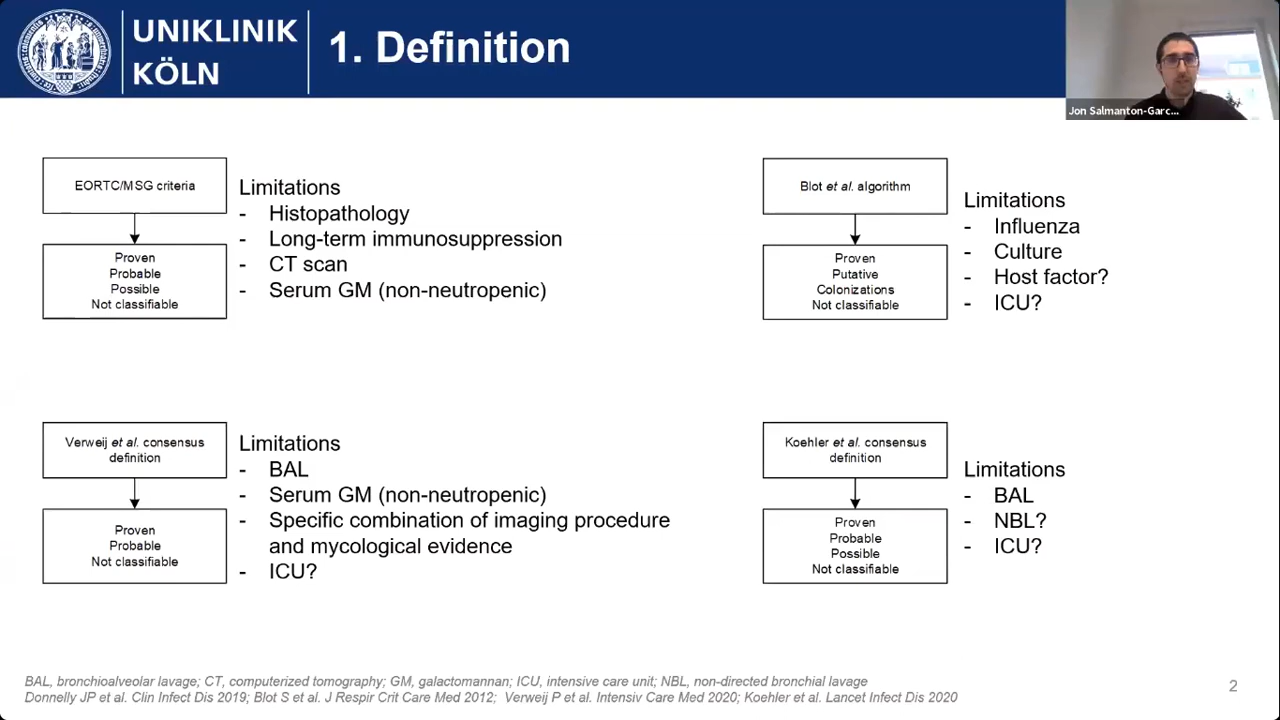 UNIKLINIK
KÖLN
1. Definition
Jon Salmanton-Garc...
EORTC/MSG criteria
Proven
Probable
Possible
Not classifiable
Limitations
- Histopathology
- Long-term immunosuppression
- CT scan
- Serum GM (non-neutropenic)
Blot et al. algorithm
Proven
Putative
Colonizations
Not classifiable
Limitations
- Influenza
- Culture
- Host factor?
- ICU?
Verweij et al. consensus
definition
Proven
Probable
Not classifiable
Limitations
- BAL
- Serum GM (non-neutropenic)
- Specific combination of imaging procedure
and mycological evidence
- ICU?
Koehler et al. consensus
definition
Proven
Probable
Possible
Not classifiable
Limitations
- BAL
- NBL?
- ICU?
BAL, bronchioalveolar lavage; CT, computerized tomography; GM, galactomannan; ICU, intensive care unit; NBL, non-directed bronchial lavage
Donnelly JP et al. Clin Infect Dis 2019; Blot S et al. J Respir Crit Care Med 2012; Verweij P et al. Intensiv Care Med 2020; Koehler et al. Lancet Infect Dis 2020
2